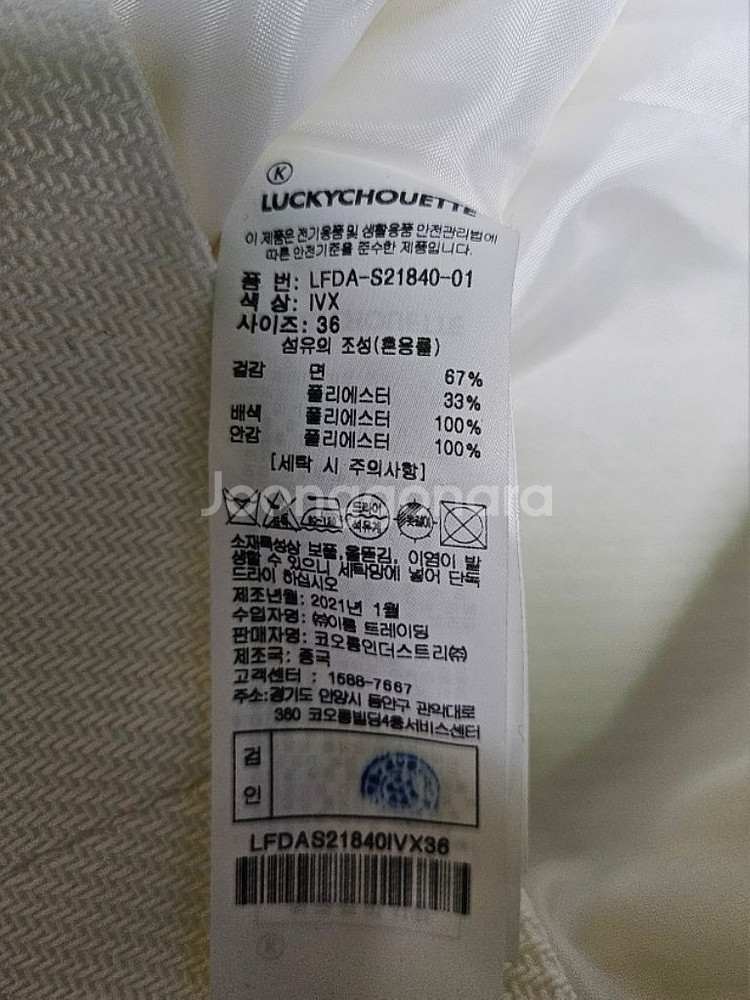 K
LUCKYCHOUETTE
이 제품은 전기용품 및 생활용품 안전관리법에
따른 안전기준을 준수한 제품입니다.
품 번: LFDA-S21840-01
색 상: IVX
사이즈: 36
섬유의 조성(혼용률)
겉감 면 67%
폴리에스터 33%
배색 폴리에스터 100%
안감 폴리에스터 100%
[세탁 시 주의사항]
Joonggonara
드라이
석유계
옷걸이
소재특성상 보풀,올뜯김, 이염이 발
생할 수 있으니 세탁망에 넣어 단독
드라이 하십시오
제조년월: 2021년 1월
수입자명: ㈜이룸 트레이딩
판매자명: 코오롱인더스트리㈜
제조국: 중국
고객센터 : 1588-7667
주소:경기도 안양시 동안구 관악대로
360 코오롱빌딩4층서비스센터
검
인
LFDAS21840IVX36